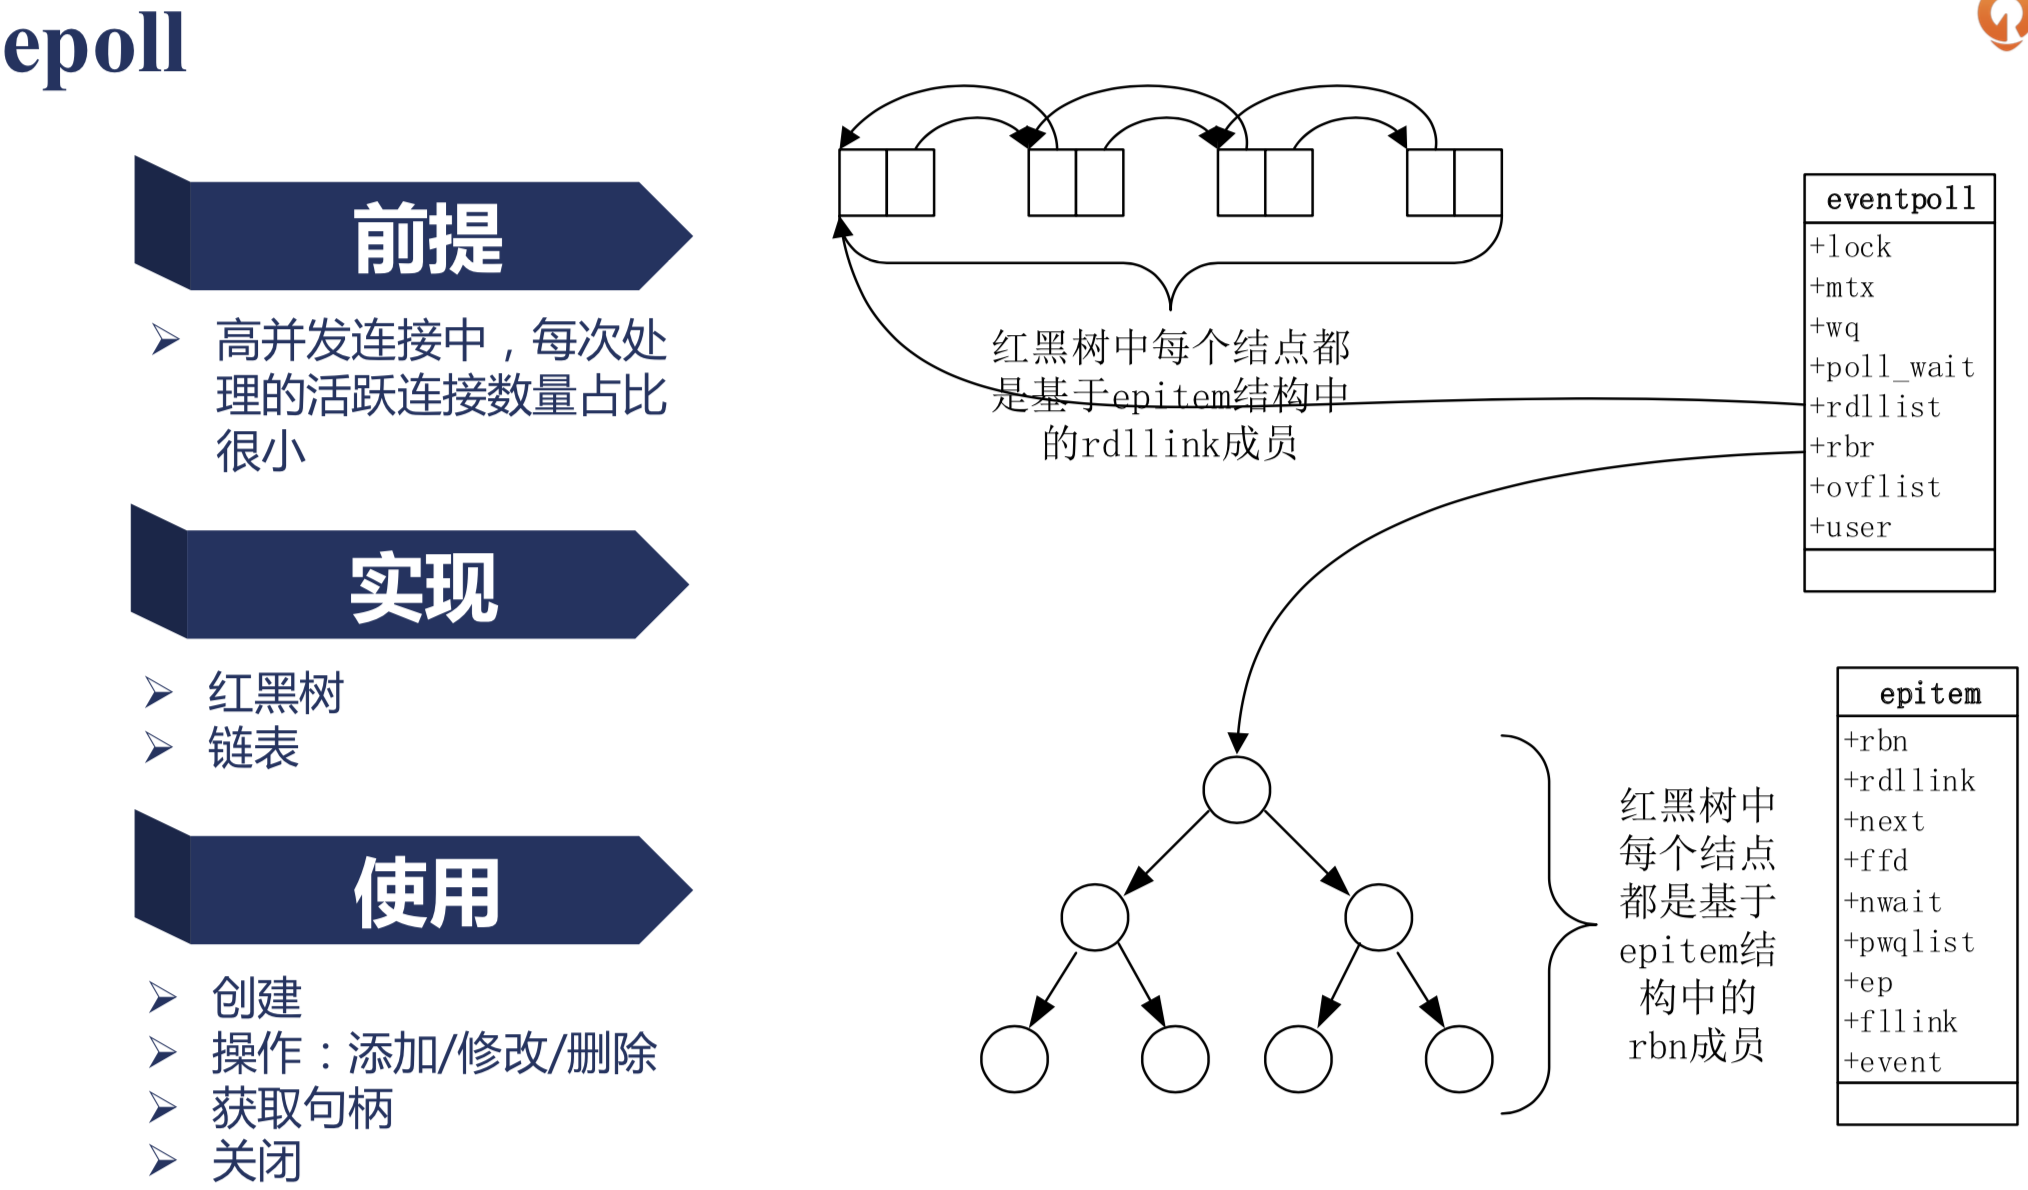 epoll
前提
高并发连接中，每次处
理的活跃连接数量占比
很小
实现
红黑树
链表
使用
创建
操作：添加/修改/删除
获取句柄
关闭
红黑树中每个结点都
是基于epitem结构中
的rdllink成员
eventpoll
+lock
+mtx
+wq
+poll_wait
+rdllist
+rbr
+ovflist
+user
红黑树中
每个结点
都是基于
epitem结
构中的
rbn成员
epitem
+rbn
+rdllink
+next
+ffd
+nwait
+pwqlist
+ep
+fllink
+event